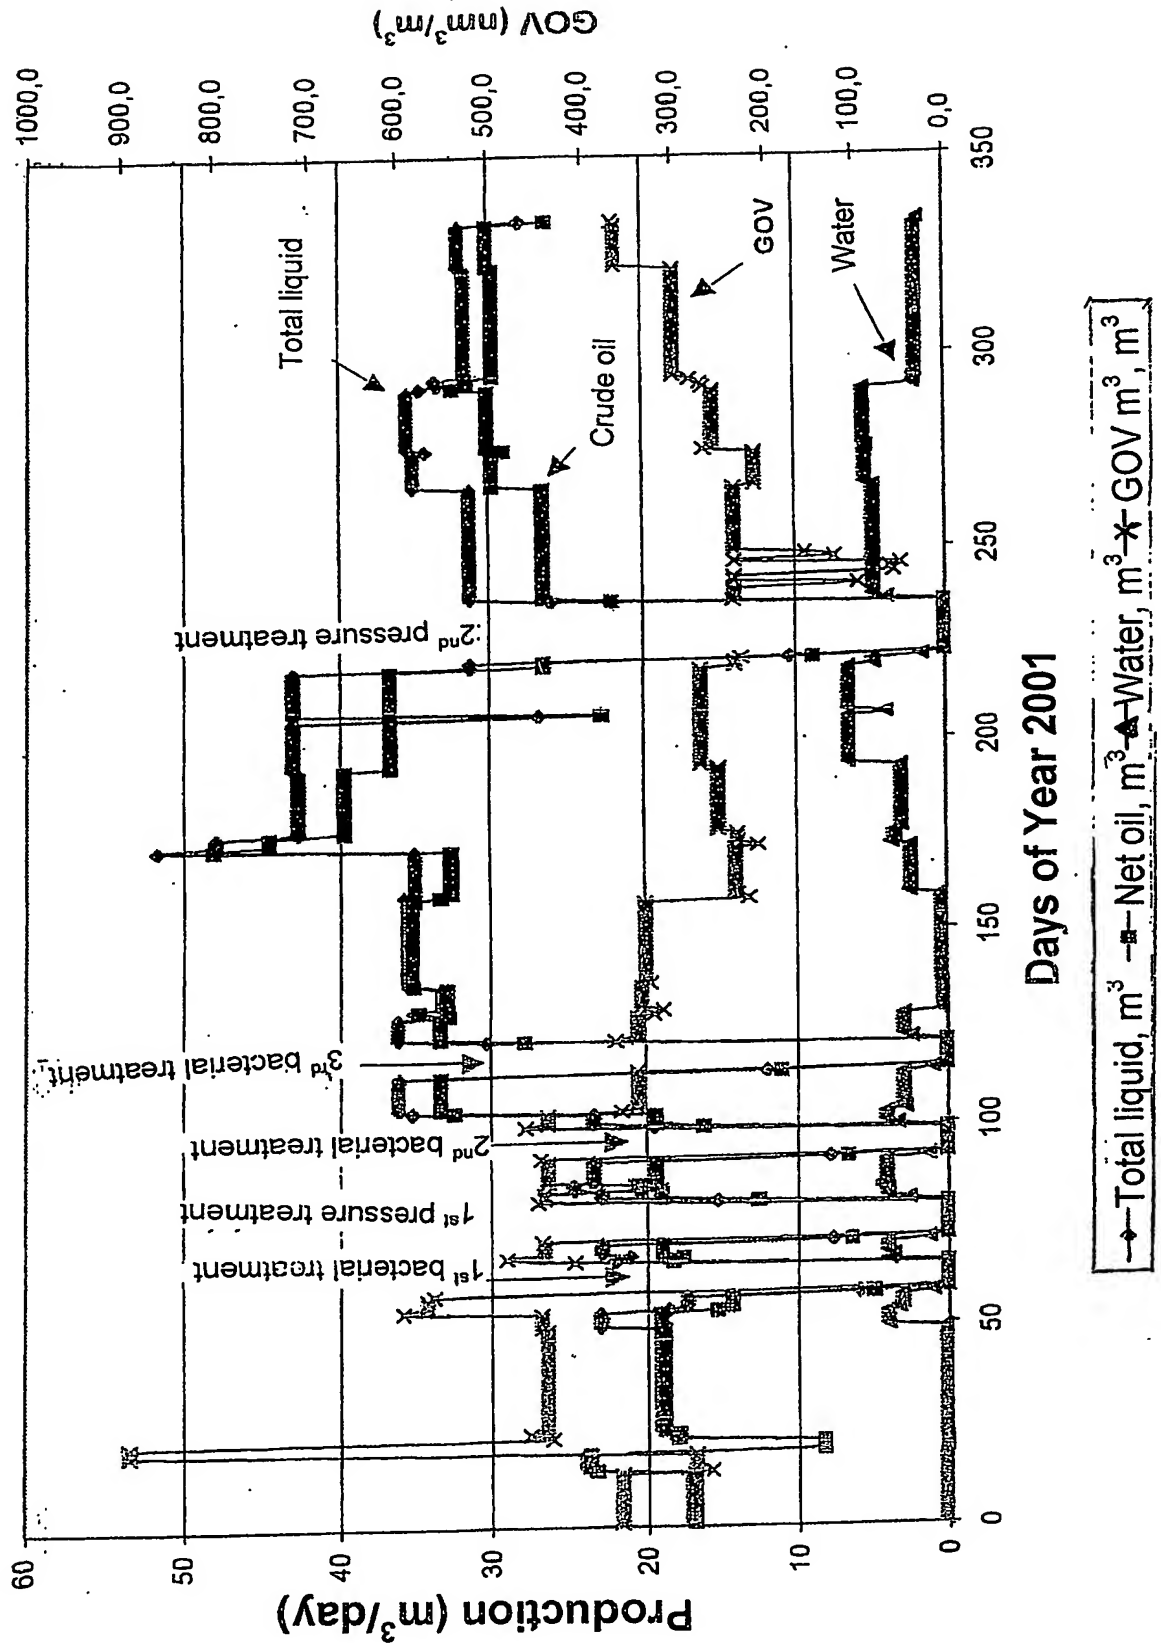 GOV (nm³/m³)
1000,0
900,0
800,0
700,0
600,0
500,0
400,0
300,0
200,0
100,0
0,0
60
50
40
30
20
10
0
Production (m³/day)
0
50
100
150
200
250
300
350
Days of Year 2001
1st bacterial treatment
1st pressure treatment
2nd bacterial treatment
3rd bacterial treatment
2nd pressure treatment
Total liquid
Crude oil
GOV
Water
Total liquid, m³ Net oil, m³ Water, m³ GOV m³, m³